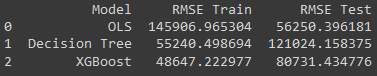 Model RMSE Train RMSE Test
0 OLS 145906.965304 56250.396181
1 Decision Tree 55240.498694 121024.158375
2 XGBoost 48647.222977 80731.434776